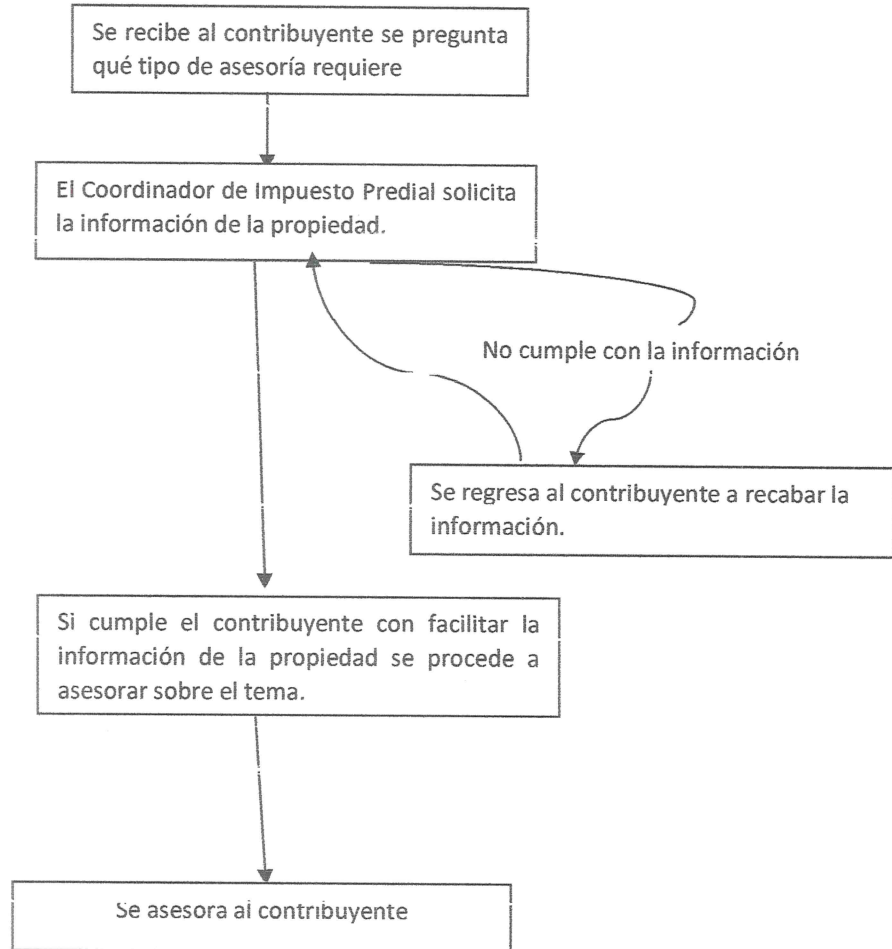 Se recibe al contribuyente se pregunta
qué tipo de asesoría requiere
El Coordinador de Impuesto Predial solicita
la información de la propiedad.
No cumple con la información
Se regresa al contribuyente a recabar la
información.
Si cumple el contribuyente con facilitar la
información de la propiedad se procede a
asesorar sobre el tema.
Se asesora al contribuyente